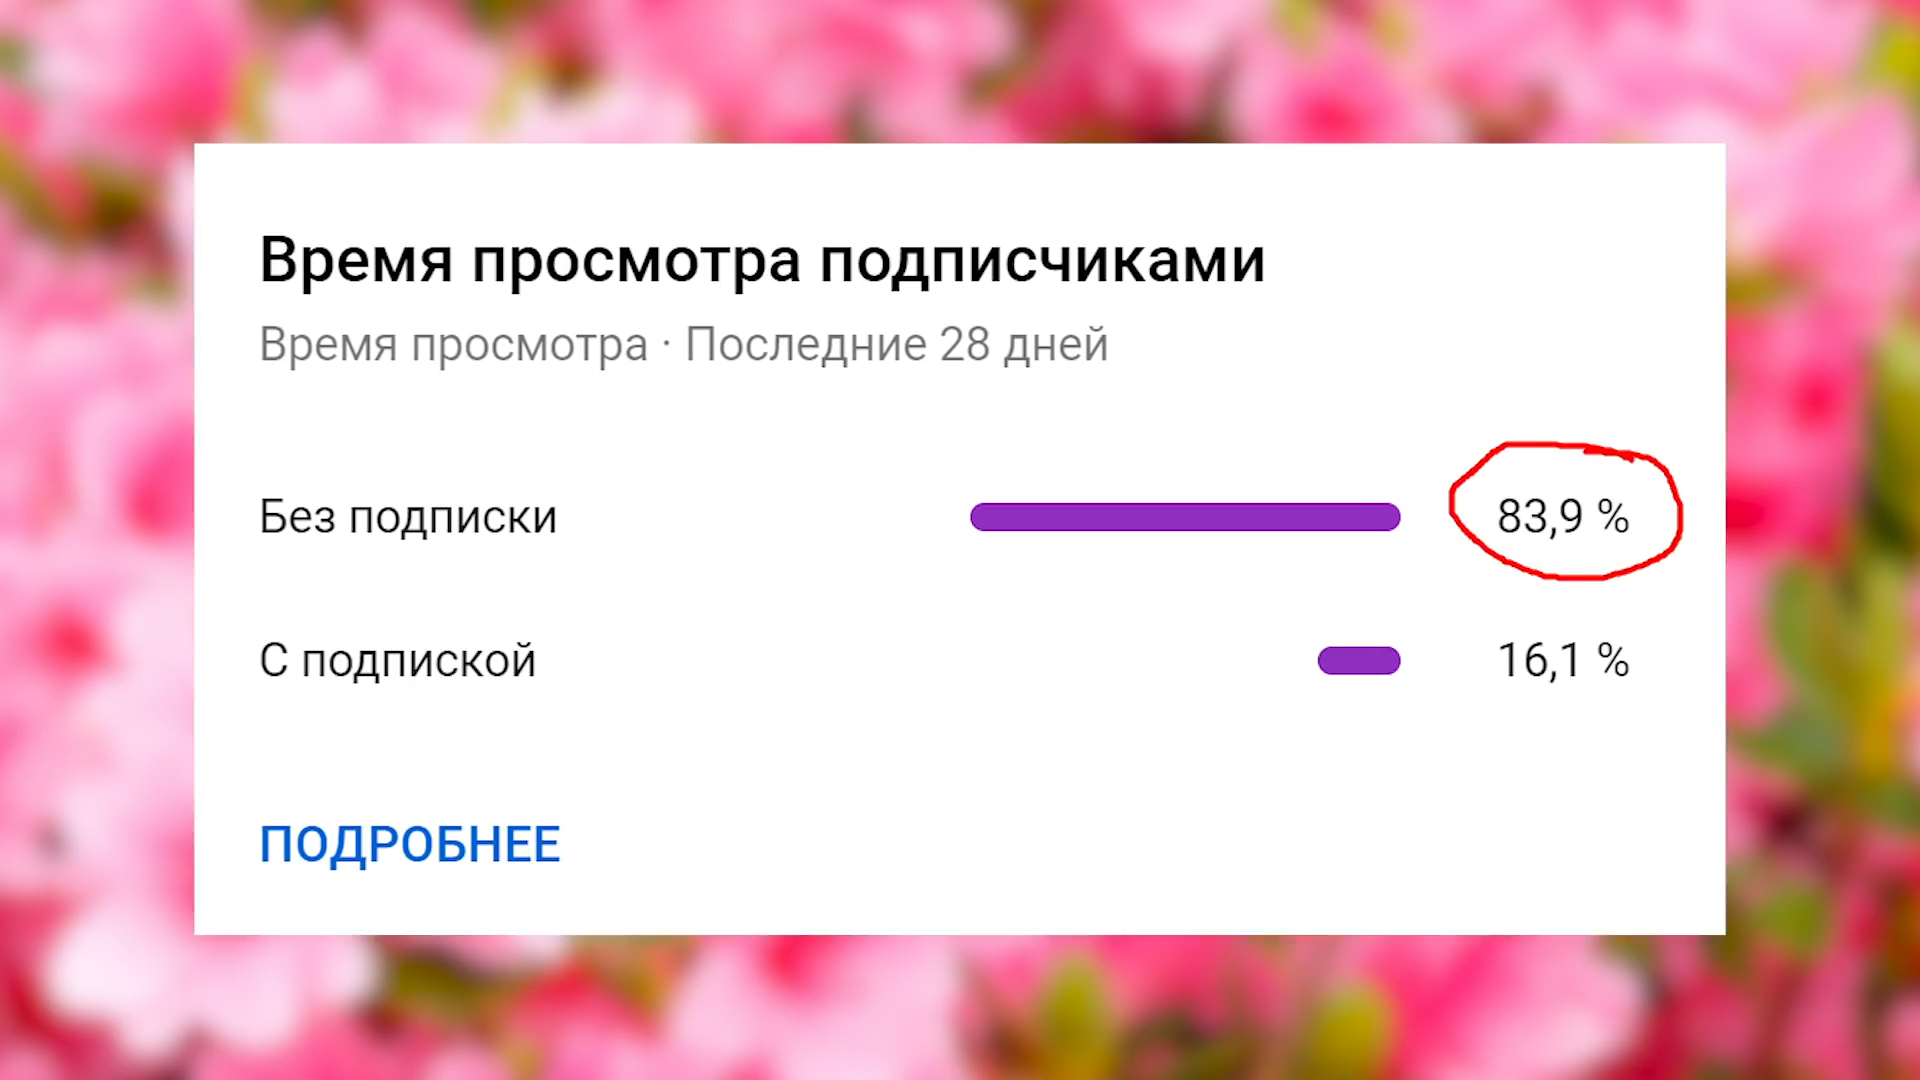 Время просмотра подписчиками
Время просмотра · Последние 28 дней
Без подписки 83,9 %
С подпиской 16,1 %
ПОДРОБНЕЕ